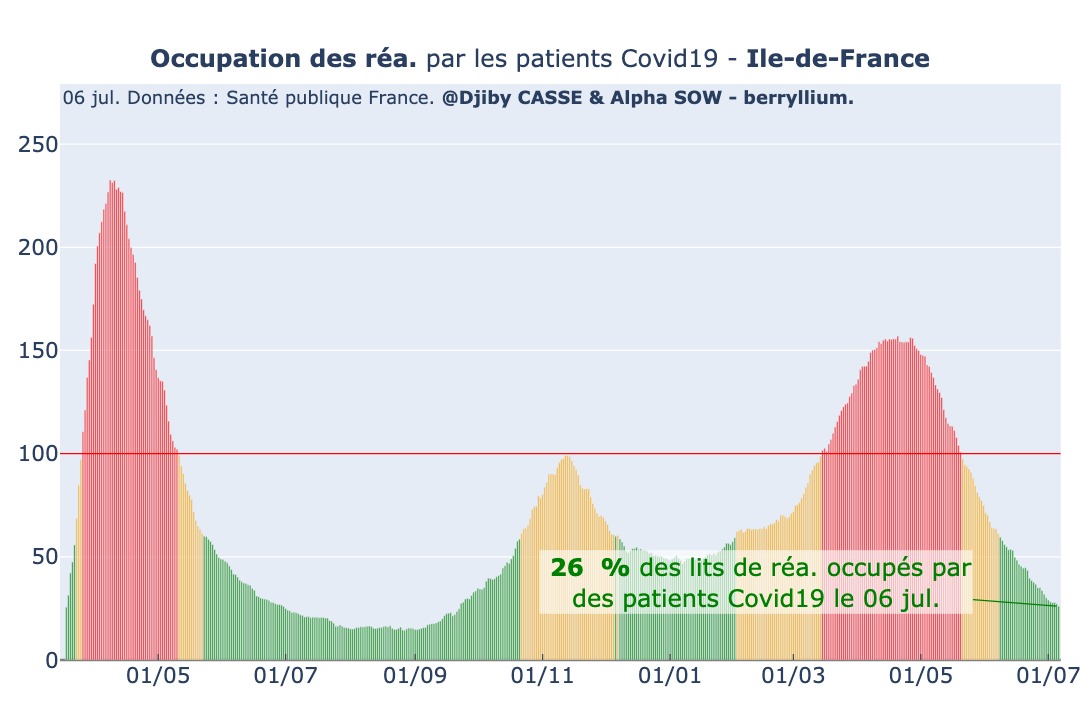 Occupation des réa. par les patients Covid19 - Ile-de-France
06 jul. Données : Santé publique France. @Djiby CASSE & Alpha SOW - berryllium.
250
200
150
100
50
0
26 % des lits de réa. occupés par
des patients Covid19 le 06 jul.
01/05 01/07 01/09 01/11 01/01 01/03 01/05 01/07